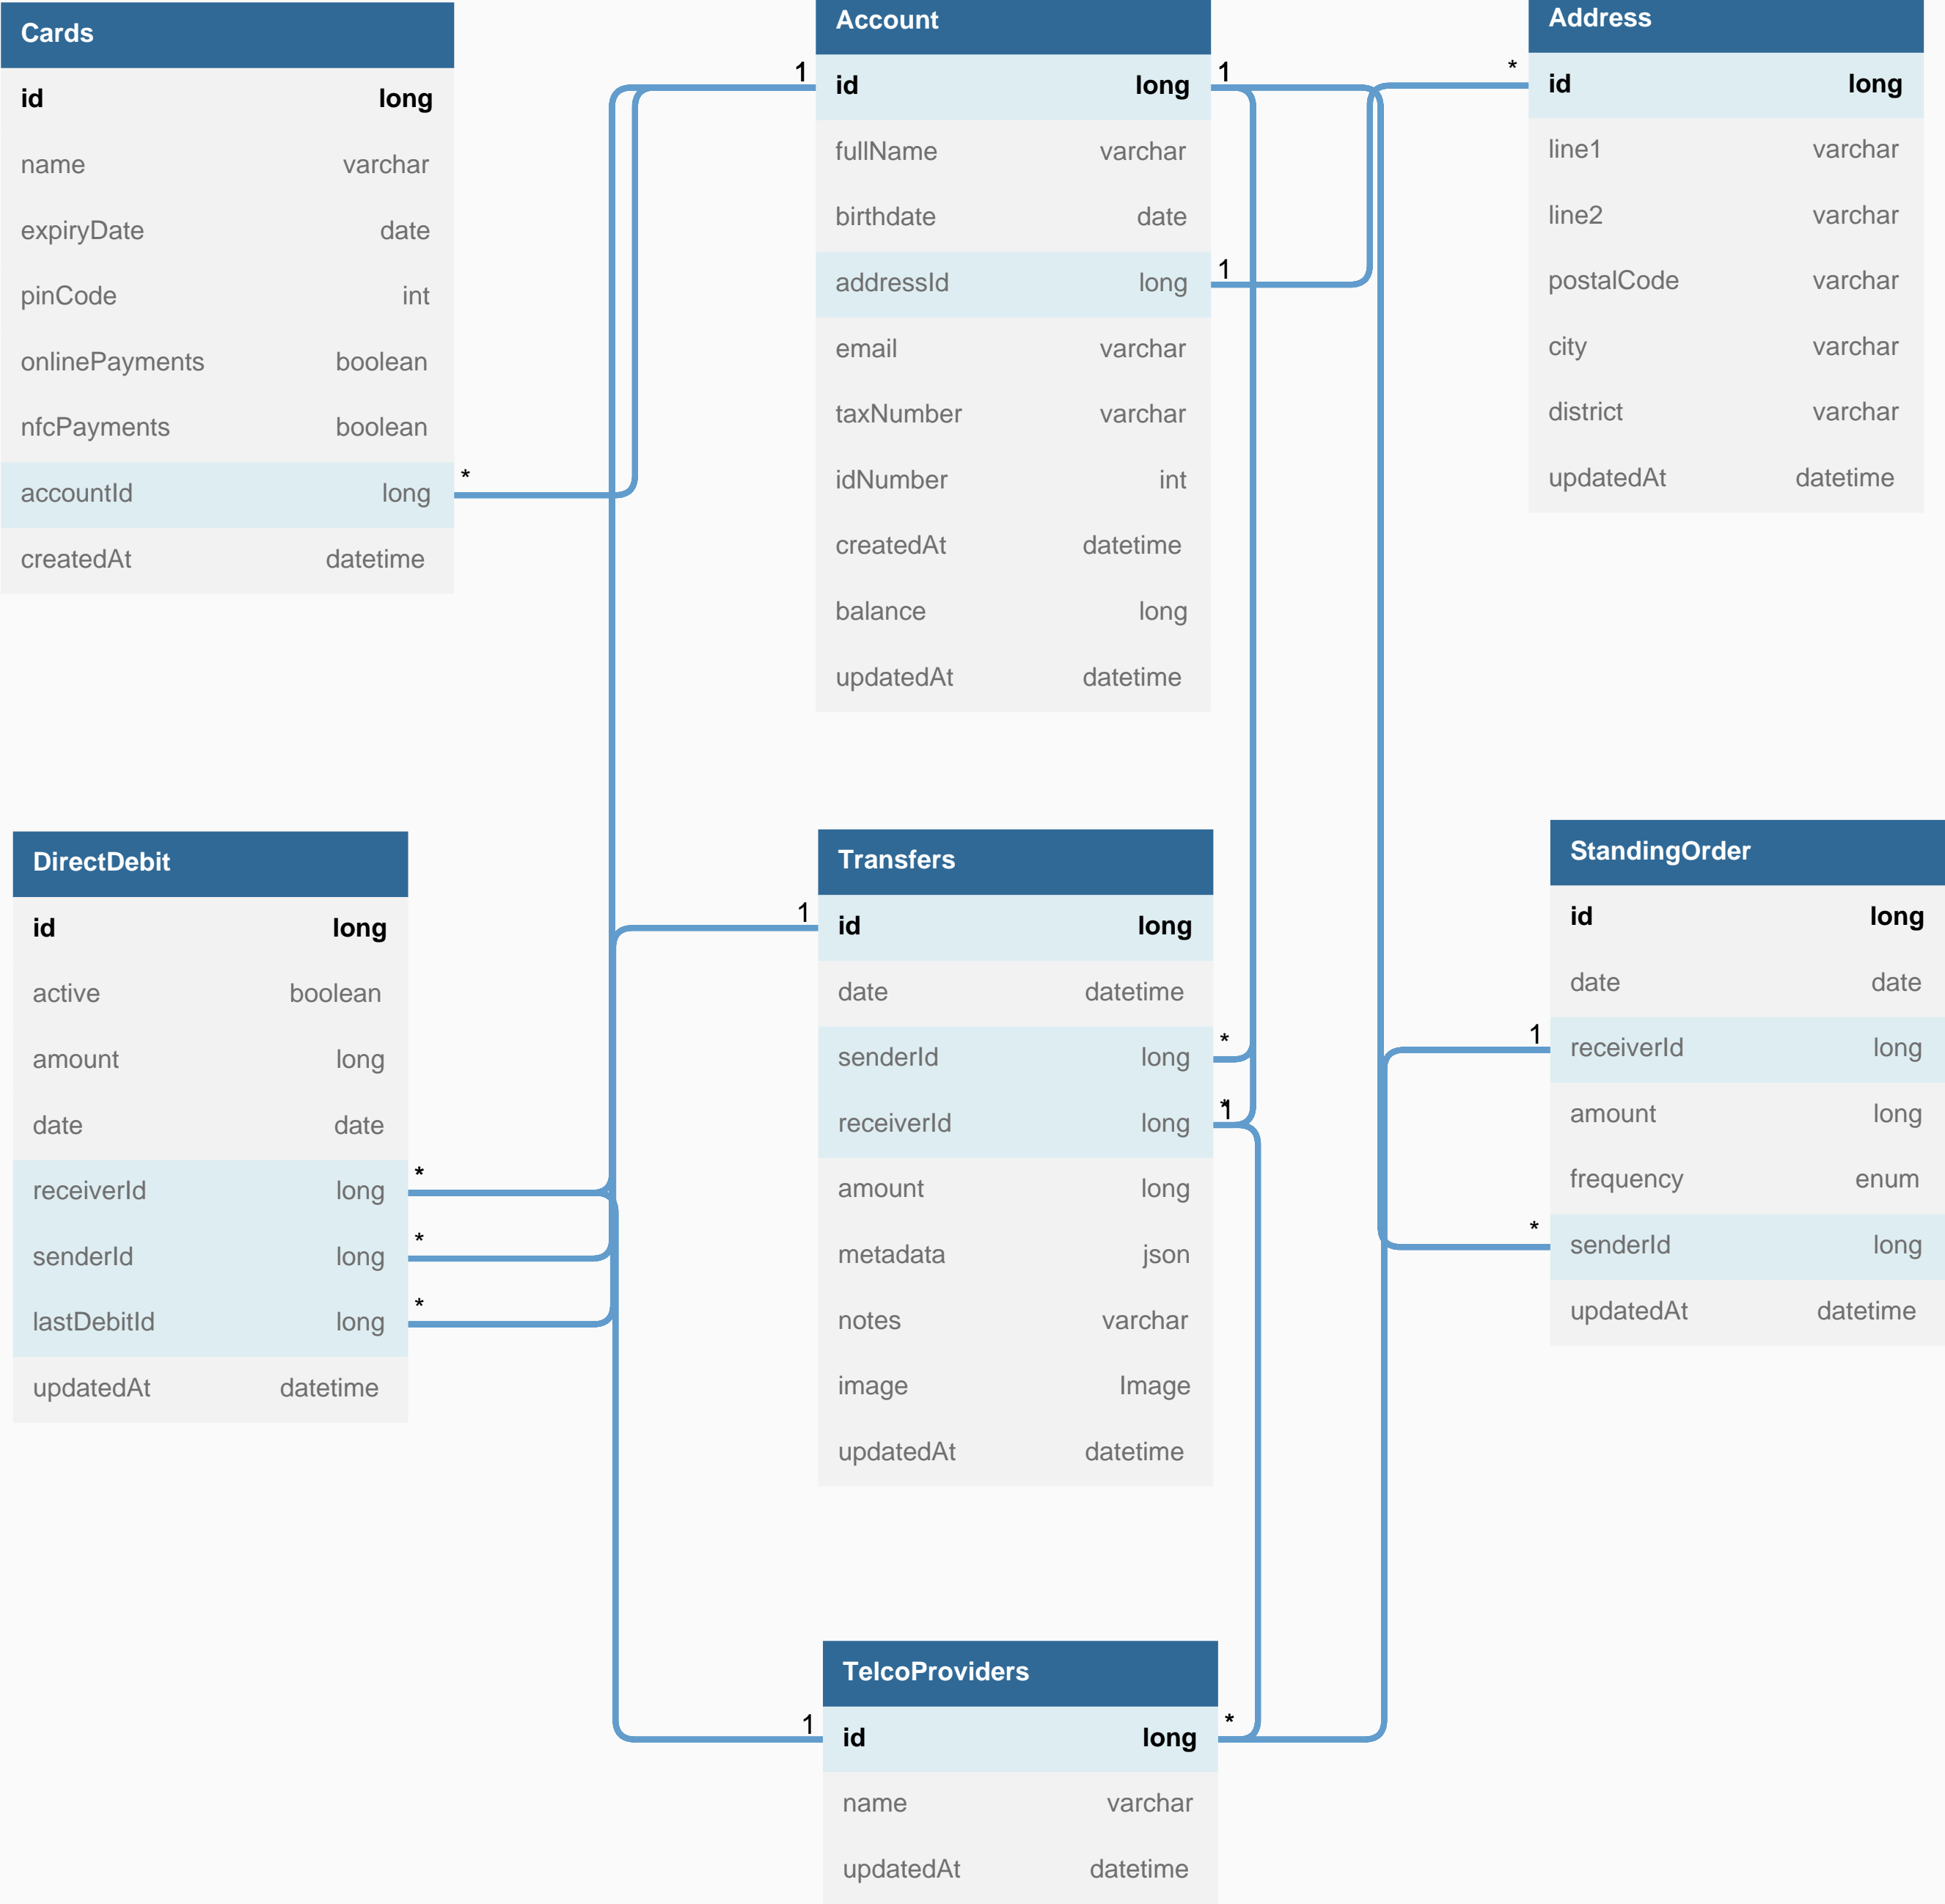 Cards
id long
name varchar
expiryDate date
pinCode int
onlinePayments boolean
nfcPayments boolean
accountId long
*
createdAt datetime
Account
1
id long
1
fullName varchar
birthdate date
addressId long
1
email varchar
taxNumber varchar
idNumber int
createdAt datetime
balance long
updatedAt datetime
Address
*
id long
line1 varchar
line2 varchar
postalCode varchar
city varchar
district varchar
updatedAt datetime
DirectDebit
id long
active boolean
amount long
date date
receiverId long
*
senderId long
*
lastDebitId long
*
updatedAt datetime
Transfers
1
id long
date datetime
senderId long
*
receiverId long
*
1
amount long
metadata json
notes varchar
image Image
updatedAt datetime
StandingOrder
id long
date date
1
receiverId long
amount long
frequency enum
*
senderId long
updatedAt datetime
TelcoProviders
1
id long
*
name varchar
updatedAt datetime